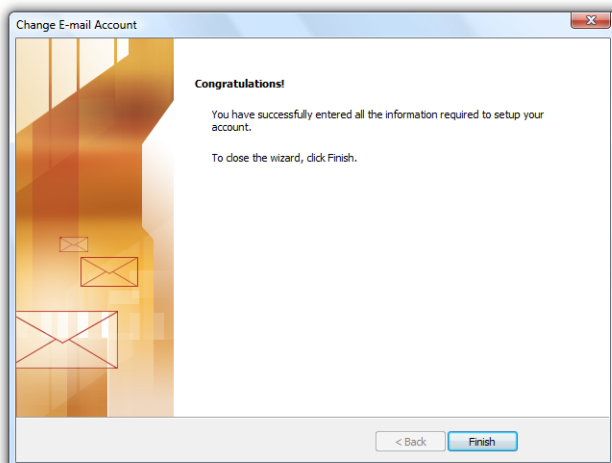 Change E-mail Account
Congratulations!
You have successfully entered all the information required to setup your
account.
To close the wizard, click Finish.
< Back
Finish